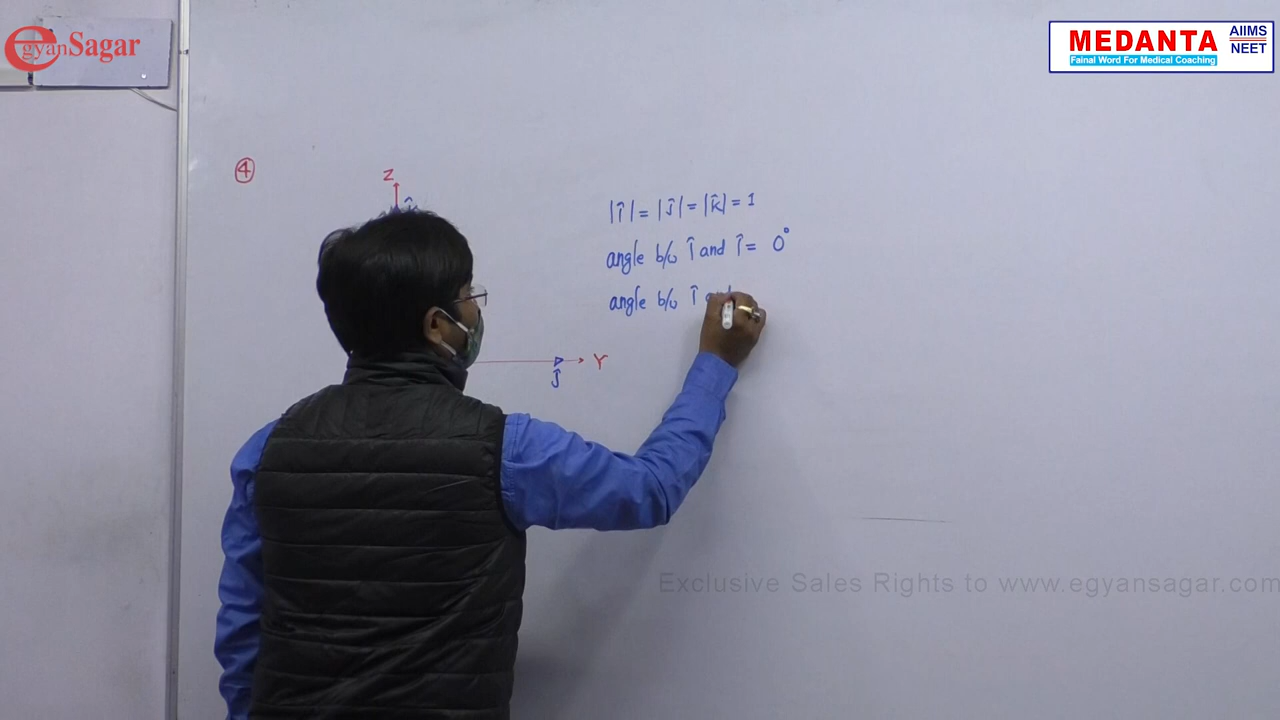 egyanSagar
MEDANTA
AIIMS
NEET
Fainal Word For Medical Coaching
④
Z
|î| = |ĵ| = |k̂| = 1
angle b/w î and î = 0°
angle b/w î
Y
ĵ
Exclusive Sales Rights to www.egyansagar.com